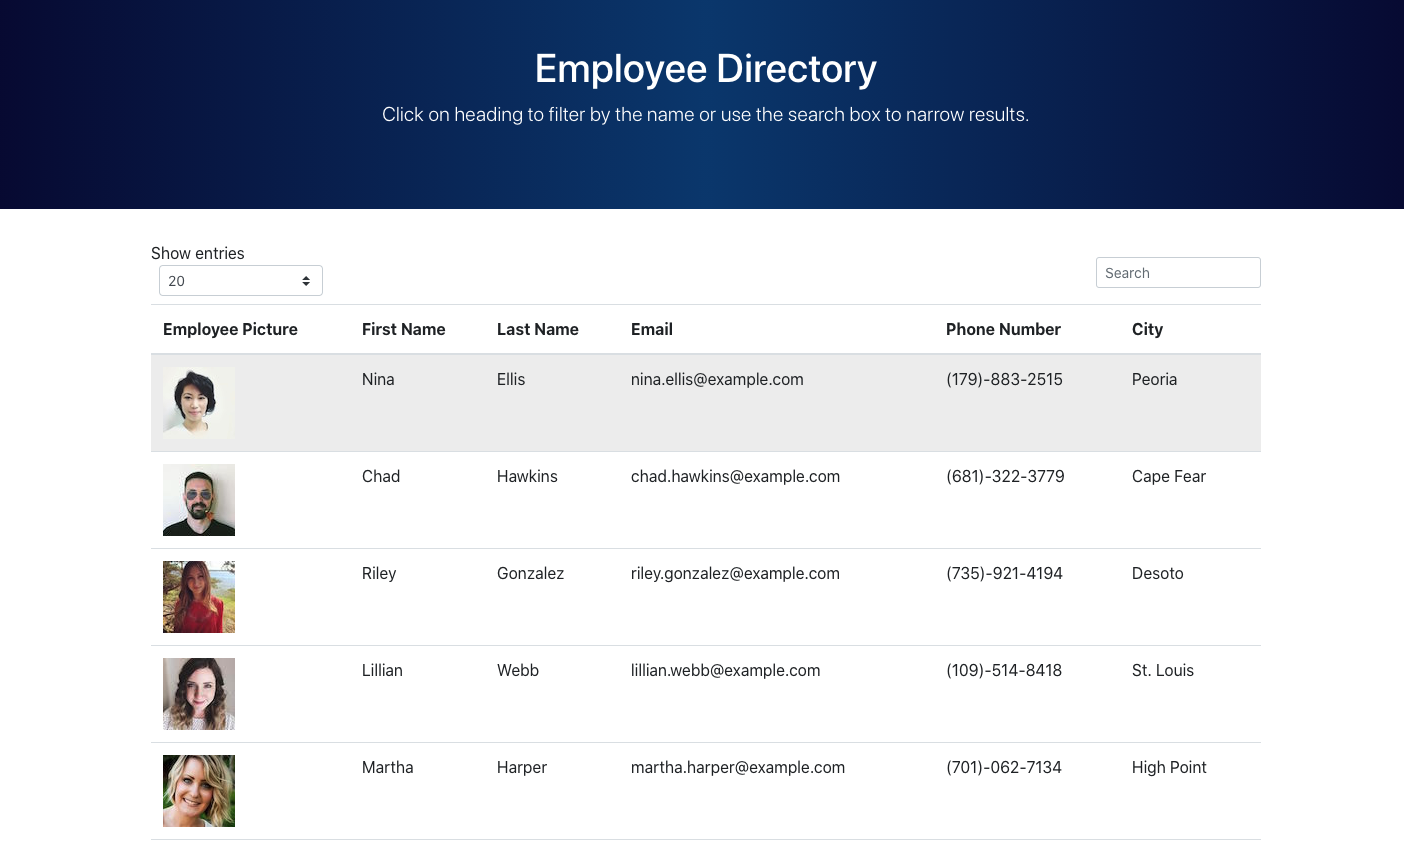 Employee Directory
Click on heading to filter by the name or use the search box to narrow results.
Show entries
20
Search
Employee Picture First Name Last Name Email Phone Number City
Nina Ellis nina.ellis@example.com (179)-883-2515 Peoria
Chad Hawkins chad.hawkins@example.com (681)-322-3779 Cape Fear
Riley Gonzalez riley.gonzalez@example.com (735)-921-4194 Desoto
Lillian Webb lillian.webb@example.com (109)-514-8418 St. Louis
Martha Harper martha.harper@example.com (701)-062-7134 High Point